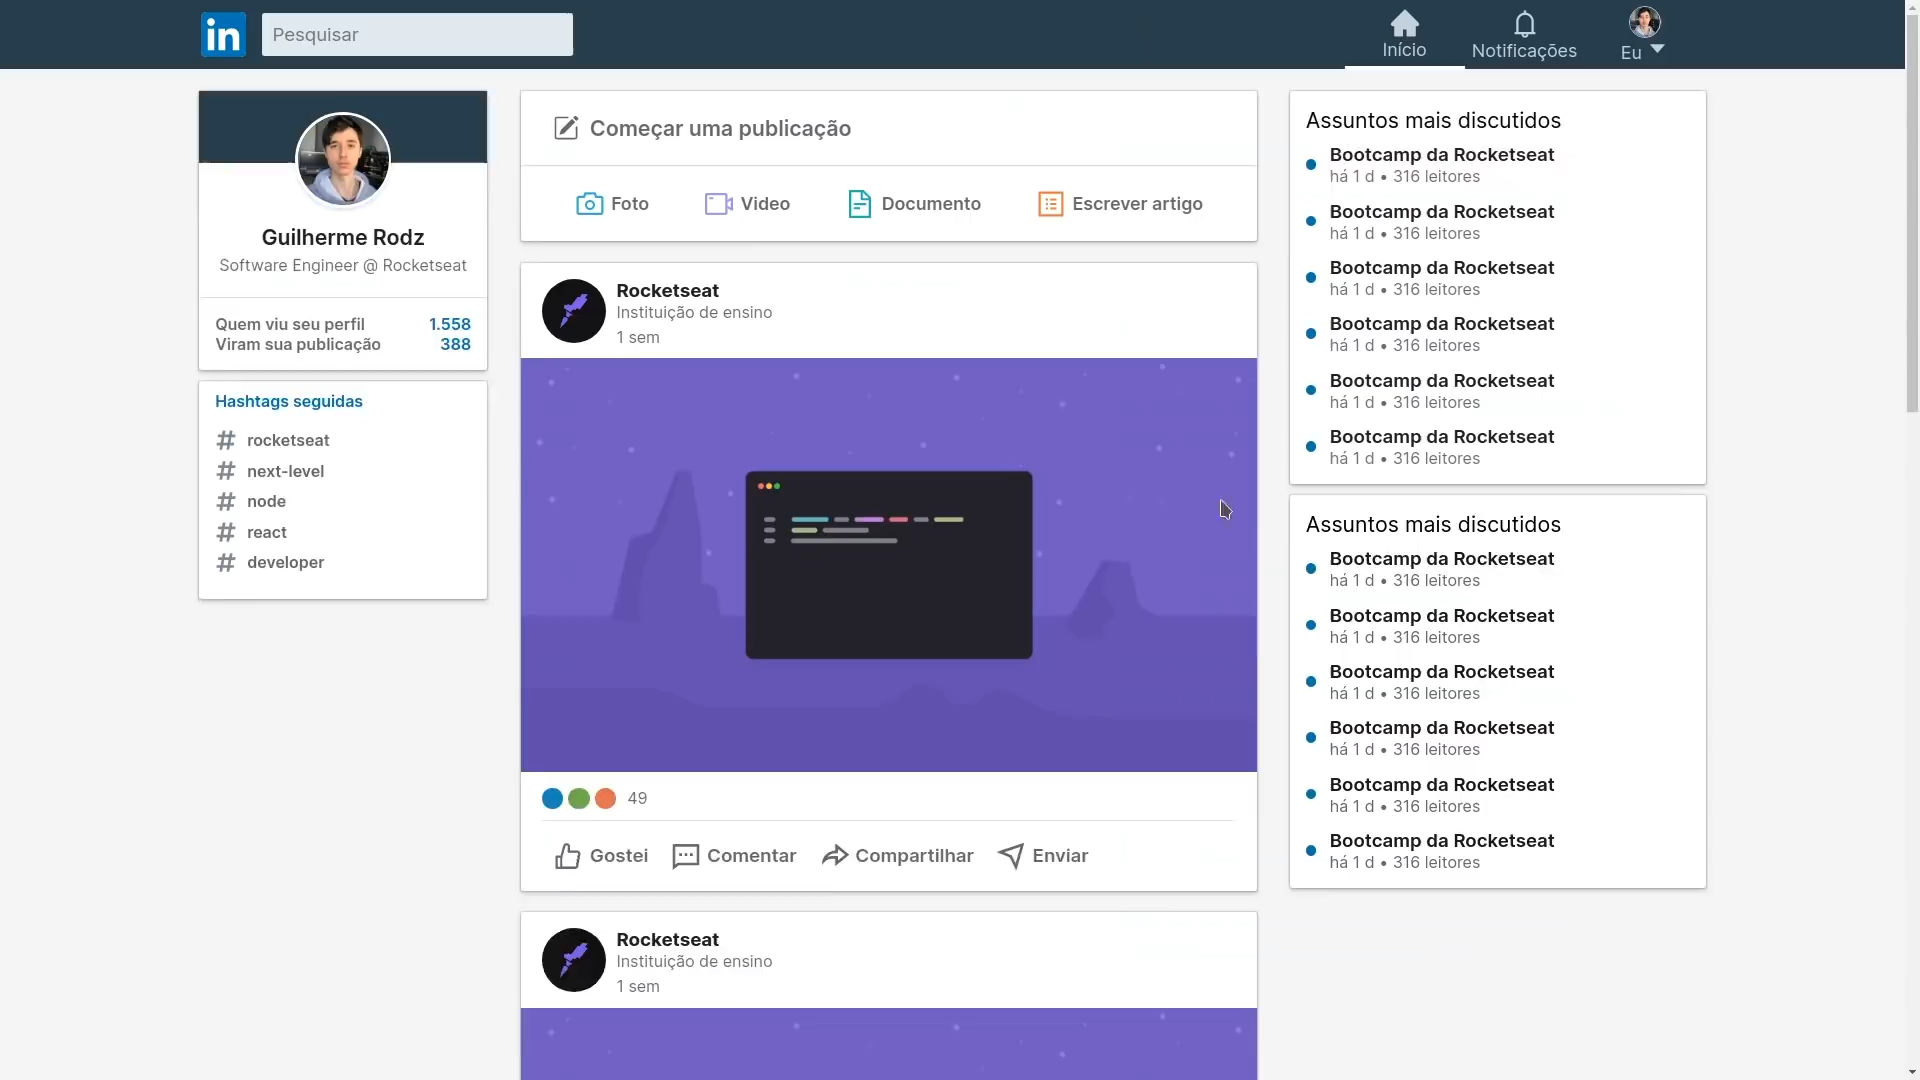 in
Pesquisar
Início
Notificações
Eu
Guilherme Rodz
Software Engineer @ Rocketseat
Quem viu seu perfil 1.558
Viram sua publicação 388
Hashtags seguidas
# rocketseat
# next-level
# node
# react
# developer
Começar uma publicação
Foto Video Documento Escrever artigo
Rocketseat
Instituição de ensino
1 sem
49
Gostei Comentar Compartilhar Enviar
Rocketseat
Instituição de ensino
1 sem
Assuntos mais discutidos
Bootcamp da Rocketseat
há 1 d • 316 leitores
Bootcamp da Rocketseat
há 1 d • 316 leitores
Bootcamp da Rocketseat
há 1 d • 316 leitores
Bootcamp da Rocketseat
há 1 d • 316 leitores
Bootcamp da Rocketseat
há 1 d • 316 leitores
Bootcamp da Rocketseat
há 1 d • 316 leitores
Assuntos mais discutidos
Bootcamp da Rocketseat
há 1 d • 316 leitores
Bootcamp da Rocketseat
há 1 d • 316 leitores
Bootcamp da Rocketseat
há 1 d • 316 leitores
Bootcamp da Rocketseat
há 1 d • 316 leitores
Bootcamp da Rocketseat
há 1 d • 316 leitores
Bootcamp da Rocketseat
há 1 d • 316 leitores